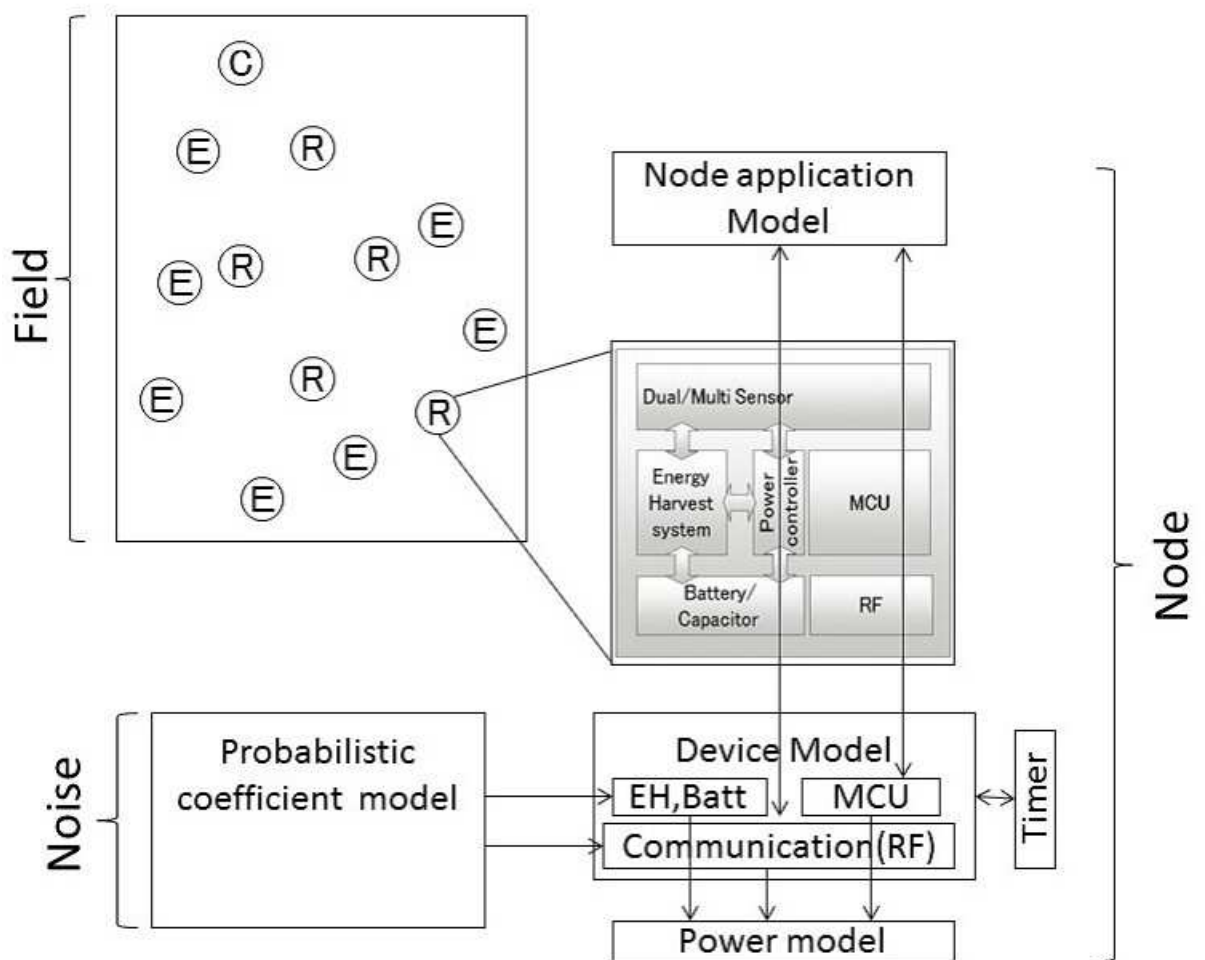 Field
C
E
R
E
E
R
R
E
E
R
R
E
E
Node application
Model
Dual/Multi Sensor
Energy
Harvest
system
Power
controller
MCU
Battery/
Capacitor
RF
Node
Noise
Probabilistic
coefficient model
Device Model
EH,Batt
MCU
Communication(RF)
Timer
Power model